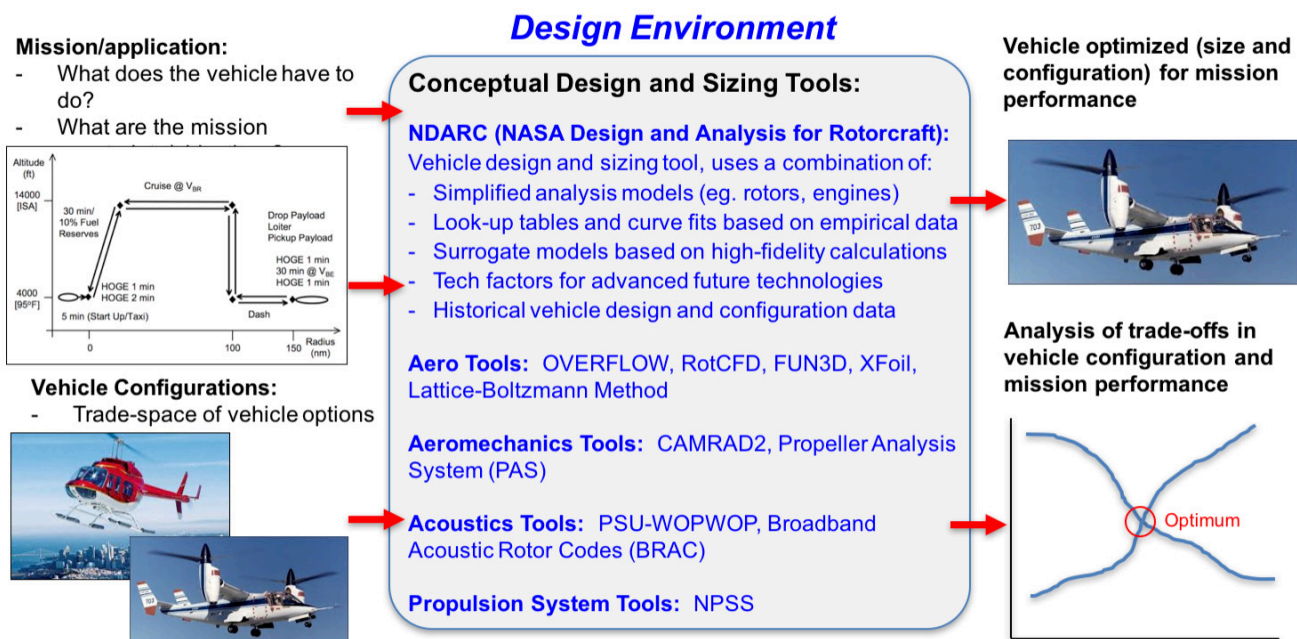 Design Environment
Mission/application:
- What does the vehicle have to
do?
- What are the mission
Altitude
(ft)
14000
[ISA]
Cruise @ VBR
30 min/
10% Fuel
Reserves
Drop Payload
Loiter
Pickup Payload
HOGE 1 min
30 min @ VBE
HOGE 1 min
HOGE 1 min
HOGE 2 min
4000
[95°F]
5 min (Start Up/Taxi)
Dash
0
100
150
Radius
(nm)
Vehicle Configurations:
- Trade-space of vehicle options
703
Conceptual Design and Sizing Tools:
NDARC (NASA Design and Analysis for Rotorcraft):
Vehicle design and sizing tool, uses a combination of:
- Simplified analysis models (eg. rotors, engines)
- Look-up tables and curve fits based on empirical data
- Surrogate models based on high-fidelity calculations
- Tech factors for advanced future technologies
- Historical vehicle design and configuration data
Aero Tools: OVERFLOW, RotCFD, FUN3D, XFoil,
Lattice-Boltzmann Method
Aeromechanics Tools: CAMRAD2, Propeller Analysis
System (PAS)
Acoustics Tools: PSU-WOPWOP, Broadband
Acoustic Rotor Codes (BRAC)
Propulsion System Tools: NPSS
Vehicle optimized (size and
configuration) for mission
performance
703
Analysis of trade-offs in
vehicle configuration and
mission performance
Optimum